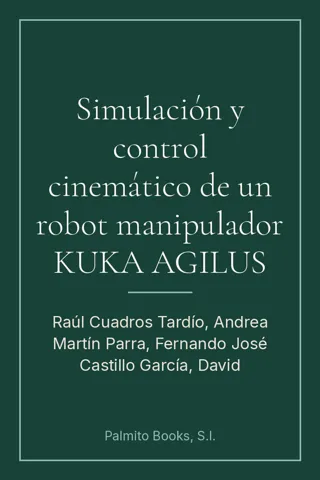 Simulación y
control
cinemático de un
robot manipulador
KUKA AGILUS
Raúl Cuadros Tardío, Andrea
Martín Parra, Fernando José
Castillo García, David
Palmito Books, S.l.